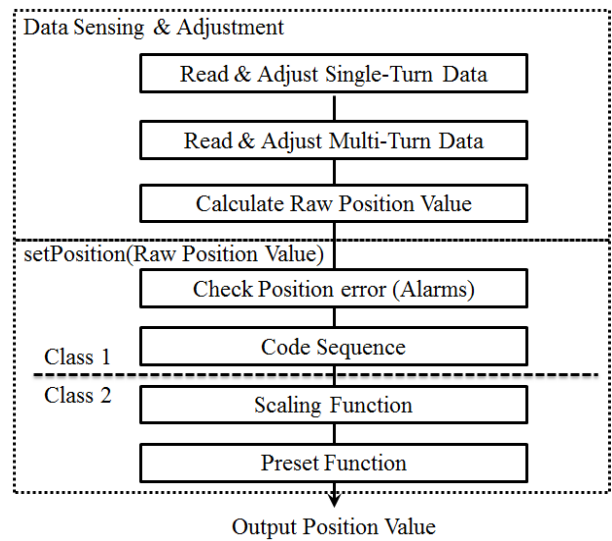 Data Sensing & Adjustment
Read & Adjust Single-Turn Data
Read & Adjust Multi-Turn Data
Calculate Raw Position Value
setPosition(Raw Position Value)
Check Position error (Alarms)
Code Sequence
Class 1
Class 2
Scaling Function
Preset Function
Output Position Value